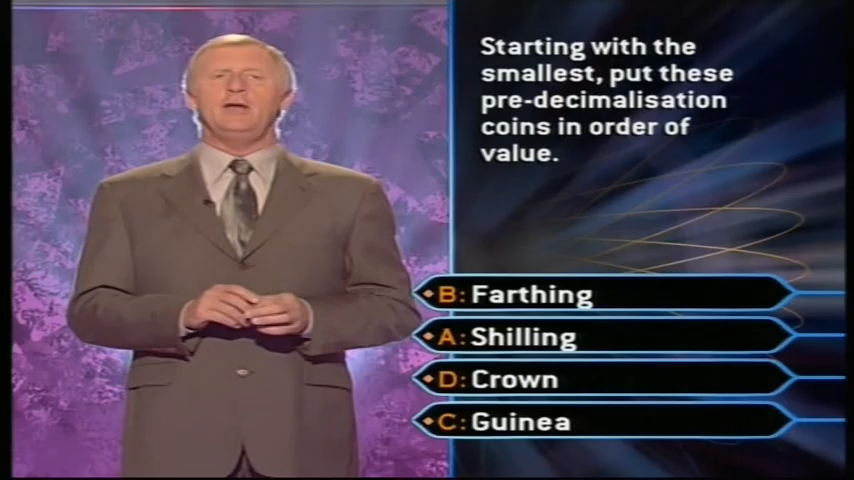 Starting with the
smallest, put these
pre-decimalisation
coins in order of
value.
B: Farthing
A: Shilling
D: Crown
C: Guinea